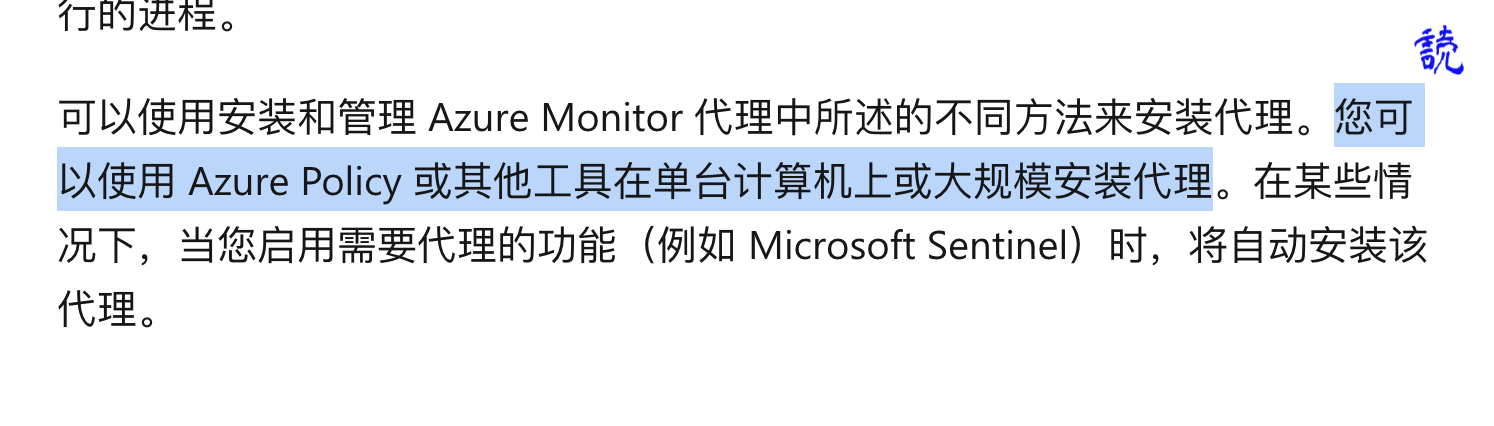 行的进程。
読
可以使用安装和管理 Azure Monitor 代理中所述的不同方法来安装代理。您可
以使用 Azure Policy 或其他工具在单台计算机上或大规模安装代理。在某些情
况下，当您启用需要代理的功能（例如 Microsoft Sentinel）时，将自动安装该
代理。